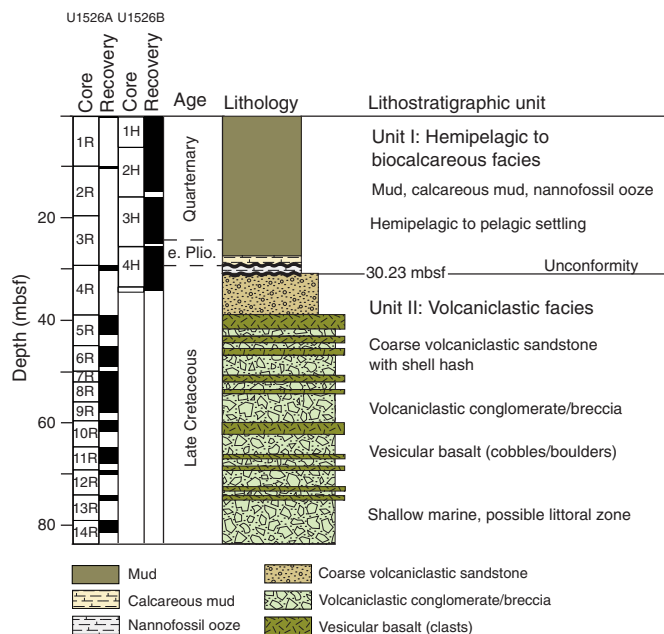 U1526A U1526B
Core
Recovery
Core
Recovery
Age
Lithology
Lithostratigraphic unit
Depth (mbsf)
20
40
60
80
1R
2R
3R
4R
5R
6R
7R
8R
9R
10R
11R
12R
13R
14R
1H
2H
3H
4H
Quarternary
e. Plio.
Late Cretaceous
Unit I: Hemipelagic to
biocalcareous facies
Mud, calcareous mud, nannofossil ooze
Hemipelagic to pelagic settling
30.23 mbsf
Unconformity
Unit II: Volcaniclastic facies
Coarse volcaniclastic sandstone
with shell hash
Volcaniclastic conglomerate/breccia
Vesicular basalt (cobbles/boulders)
Shallow marine, possible littoral zone
Mud
Calcareous mud
Nannofossil ooze
Coarse volcaniclastic sandstone
Volcaniclastic conglomerate/breccia
Vesicular basalt (clasts)